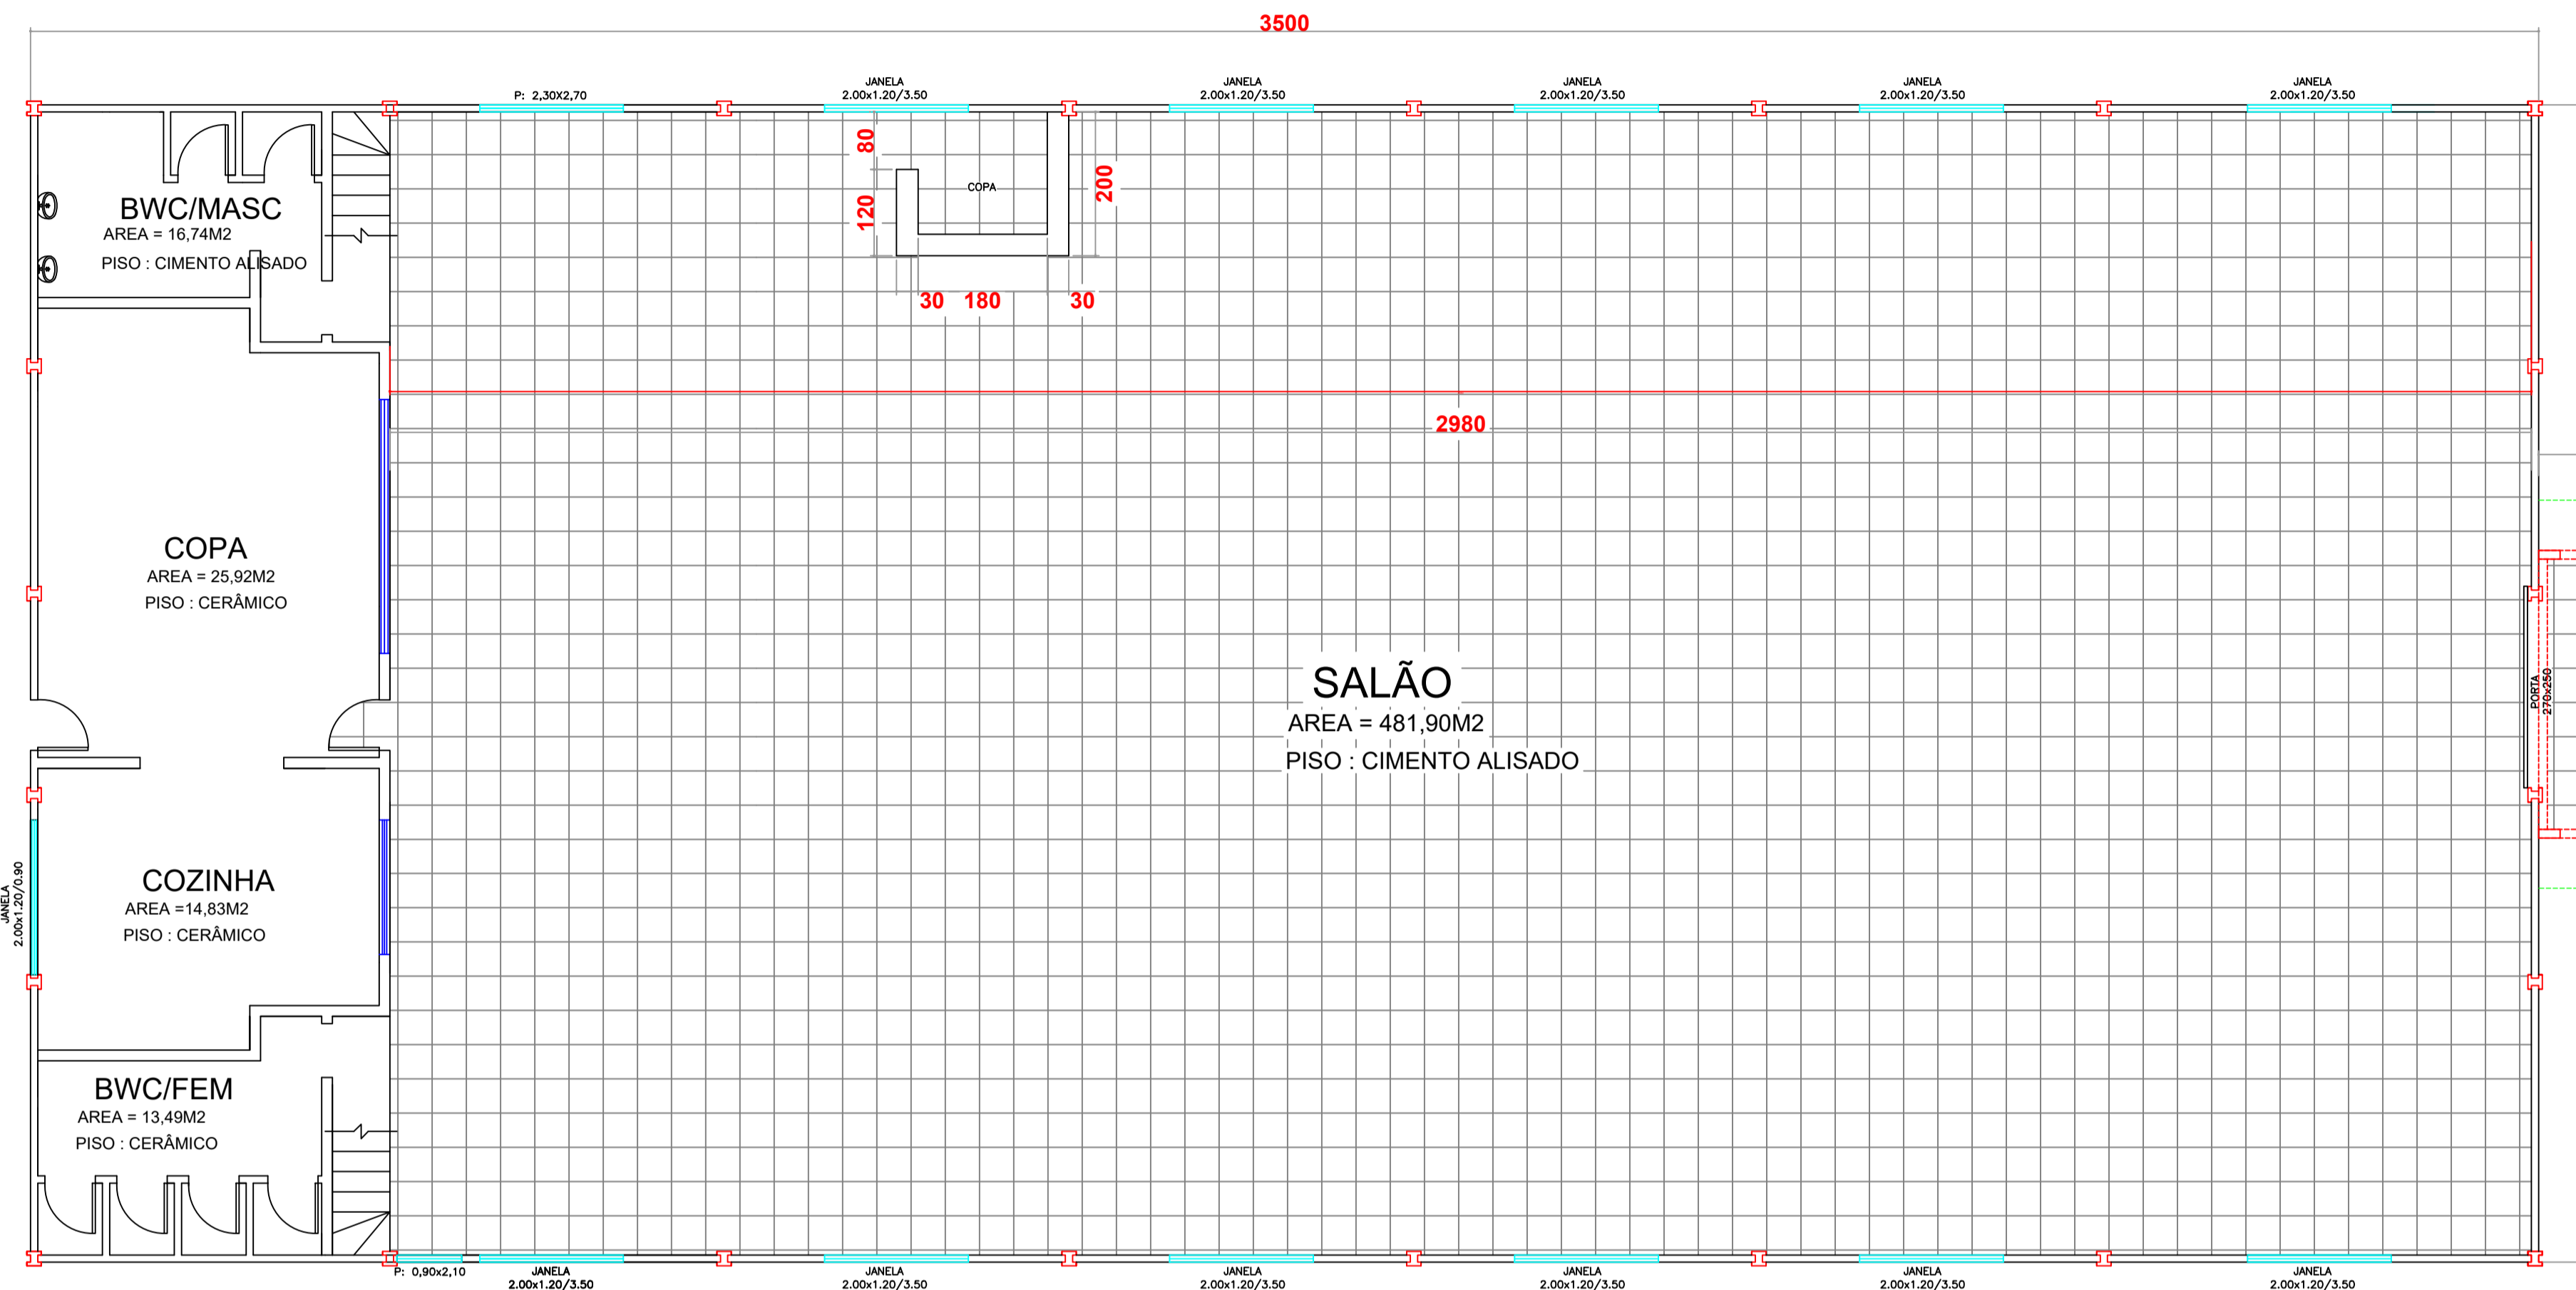 3500
P: 2,30X2,70
JANELA
2.00x1.20/3.50
JANELA
2.00x1.20/3.50
JANELA
2.00x1.20/3.50
JANELA
2.00x1.20/3.50
JANELA
2.00x1.20/3.50
80
120
COPA
200
30
180
30
BWC/MASC
AREA = 16,74M2
PISO : CIMENTO ALISADO
2980
COPA
AREA = 25,92M2
PISO : CERÂMICO
SALÃO
AREA = 481,90M2
PISO : CIMENTO ALISADO
PORTA
270x250
COZINHA
AREA =14,83M2
PISO : CERÂMICO
JANELA
2.00x1.20/0.90
BWC/FEM
AREA = 13,49M2
PISO : CERÂMICO
P: 0,90x2,10
JANELA
2.00x1.20/3.50
JANELA
2.00x1.20/3.50
JANELA
2.00x1.20/3.50
JANELA
2.00x1.20/3.50
JANELA
2.00x1.20/3.50
JANELA
2.00x1.20/3.50